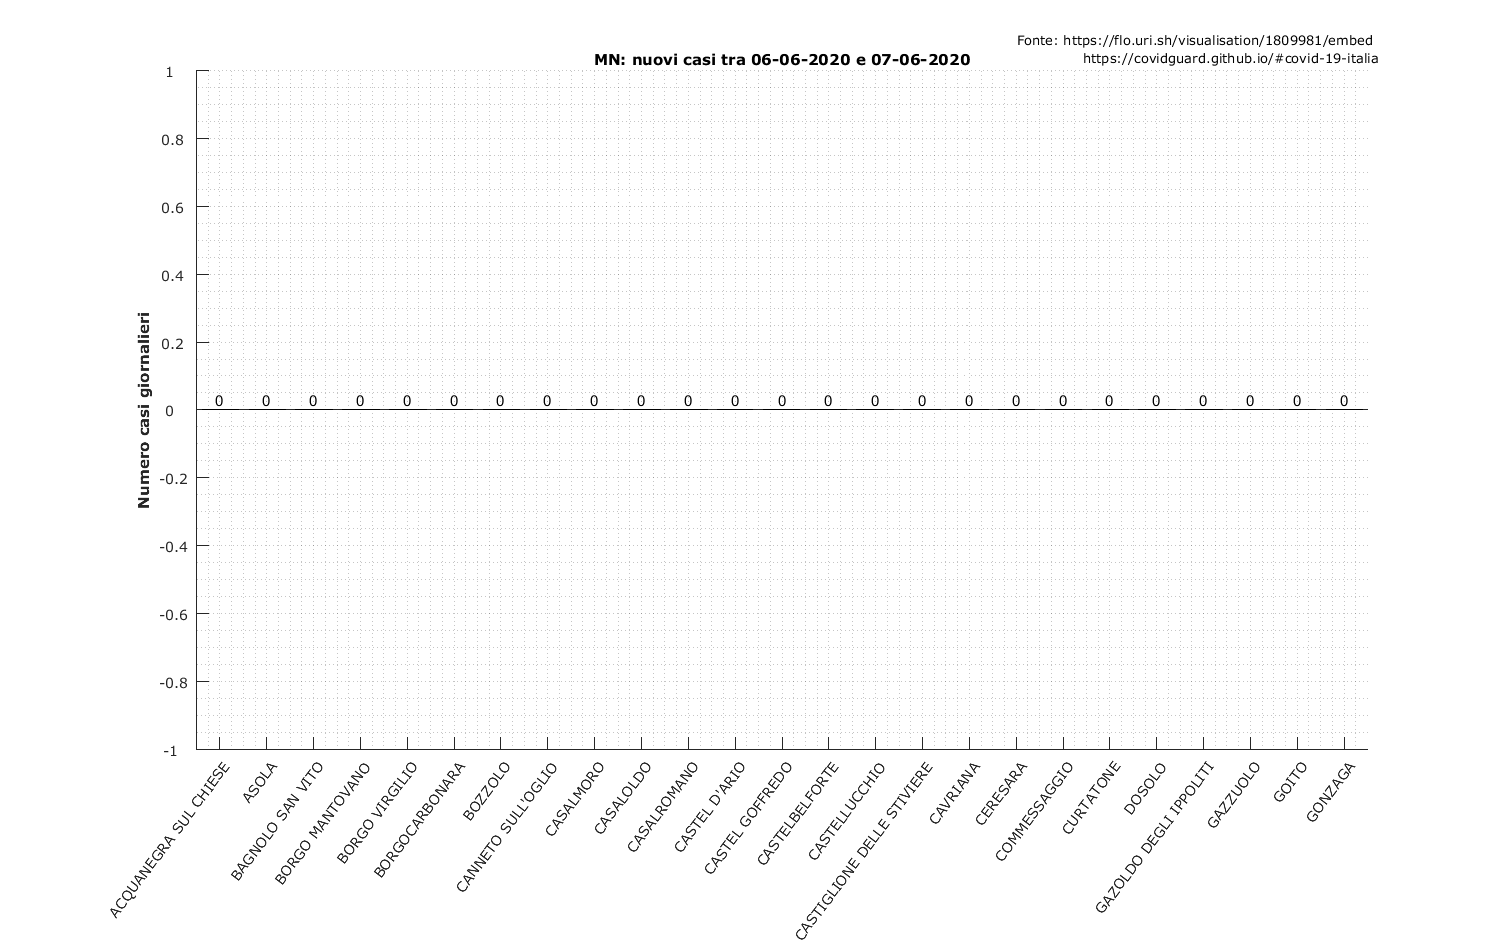 Fonte: https://flo.uri.sh/visualisation/1809981/embed
https://covidguard.github.io/#covid-19-italia
MN: nuovi casi tra 06-06-2020 e 07-06-2020
Numero casi giornalieri
1
0.8
0.6
0.4
0.2
0
-0.2
-0.4
-0.6
-0.8
-1
0 0 0 0 0 0 0 0 0 0 0 0 0 0 0 0 0 0 0 0 0 0 0 0 0
ACQUANEGRA SUL CHIESE
ASOLA
BAGNOLO SAN VITO
BORGO MANTOVANO
BORGO VIRGILIO
BORGOCARBONARA
BOZZOLO
CANNETO SULL'OGLIO
CASALMORO
CASALOLDO
CASALROMANO
CASTEL D'ARIO
CASTEL GOFFREDO
CASTELBELFORTE
CASTELLUCCHIO
CASTIGLIONE DELLE STIVIERE
CAVRIANA
CERESARA
COMMESSAGGIO
CURTATONE
DOSOLO
GAZOLDO DEGLI IPPOLITI
GAZZUOLO
GOITO
GONZAGA